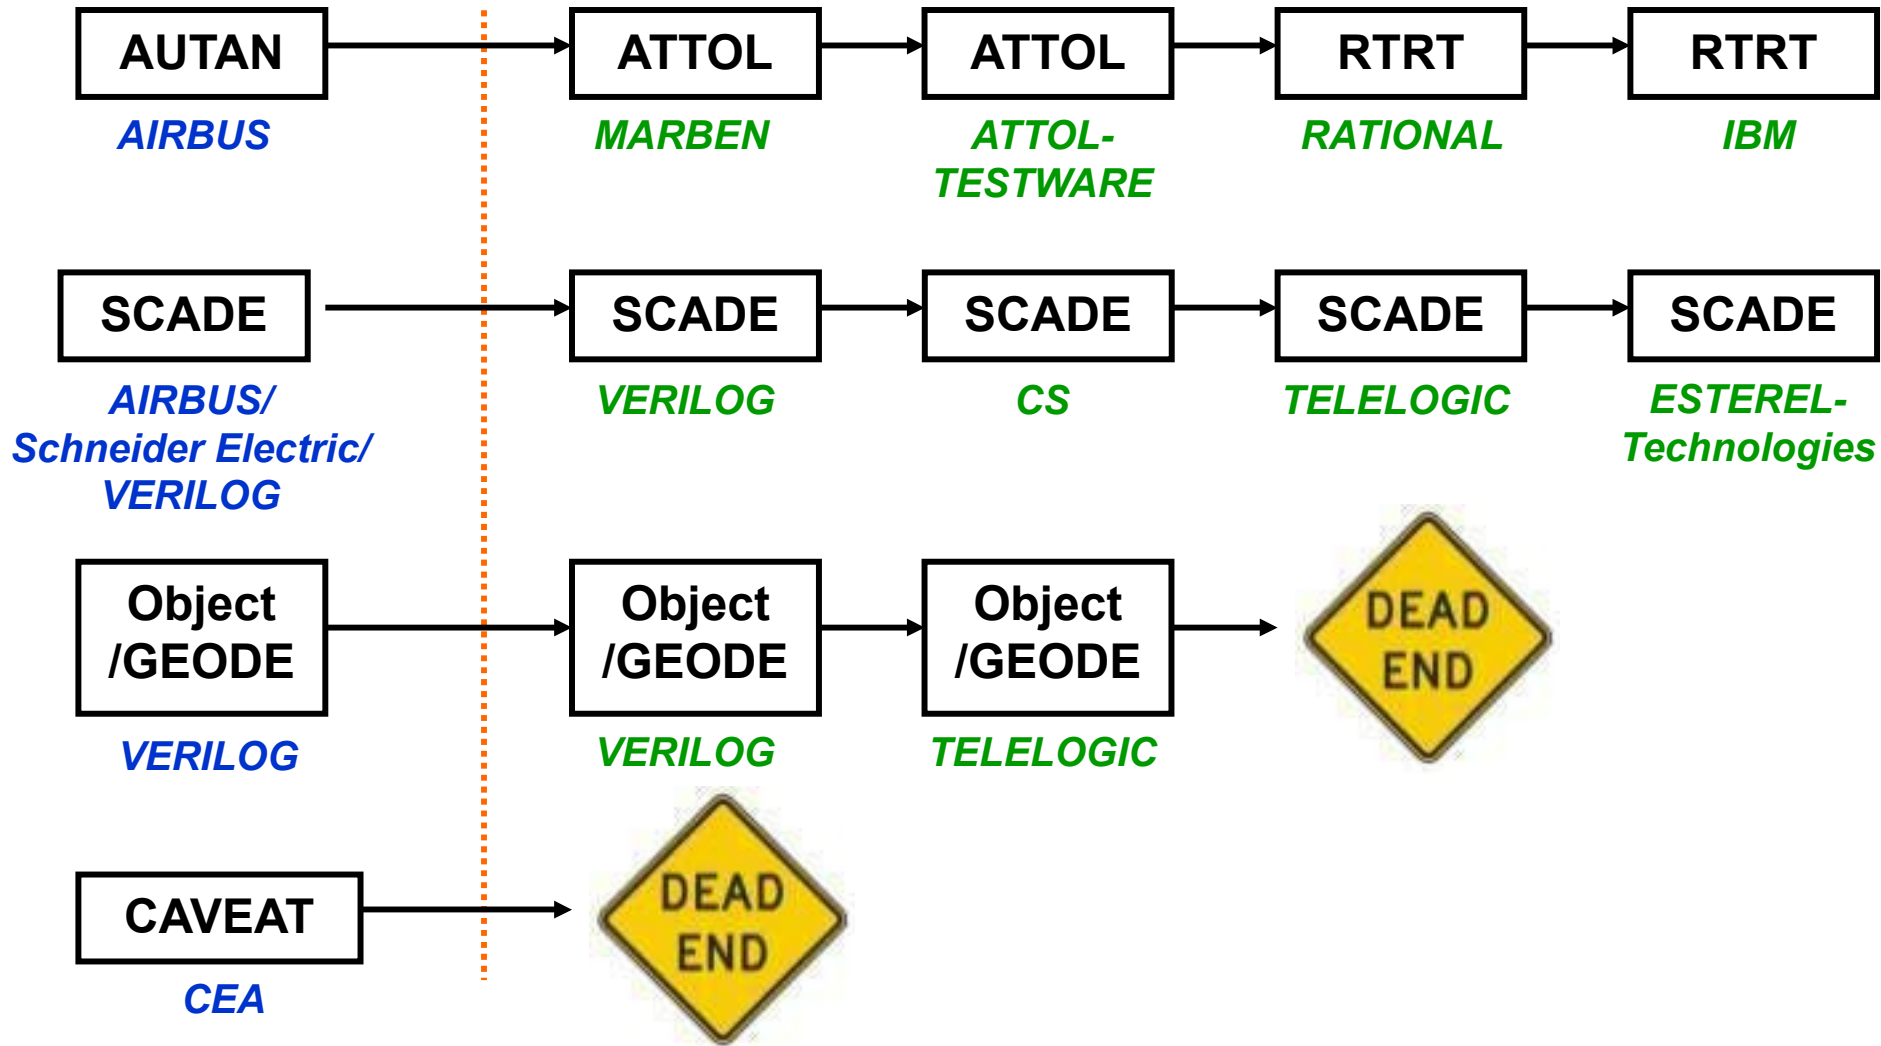 AUTAN
ATTOL
ATTOL
RTRT
RTRT
AIRBUS
MARBEN
ATTOL-
TESTWARE
RATIONAL
IBM
SCADE
SCADE
SCADE
SCADE
SCADE
AIRBUS/
Schneider Electric/
VERILOG
VERILOG
CS
TELELOGIC
ESTEREL-
Technologies
Object
/GEODE
Object
/GEODE
Object
/GEODE
DEAD
END
VERILOG
VERILOG
TELELOGIC
CAVEAT
DEAD
END
CEA